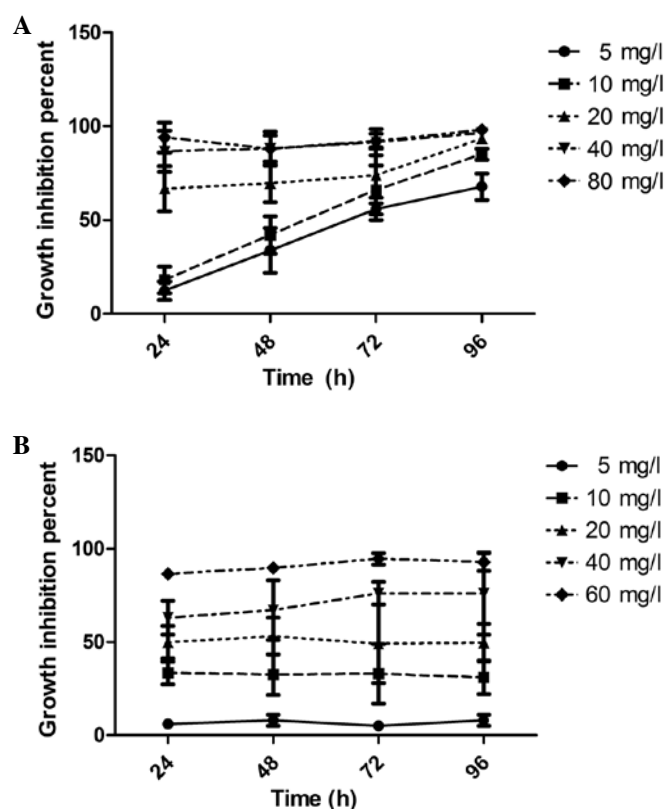 A
150
100
50
0
Growth inhibition percent
24
48
72
96
Time (h)
5 mg/l
10 mg/l
20 mg/l
40 mg/l
80 mg/l
B
150
100
50
0
Growth inhibition percent
24
48
72
96
Time (h)
5 mg/l
10 mg/l
20 mg/l
40 mg/l
60 mg/l